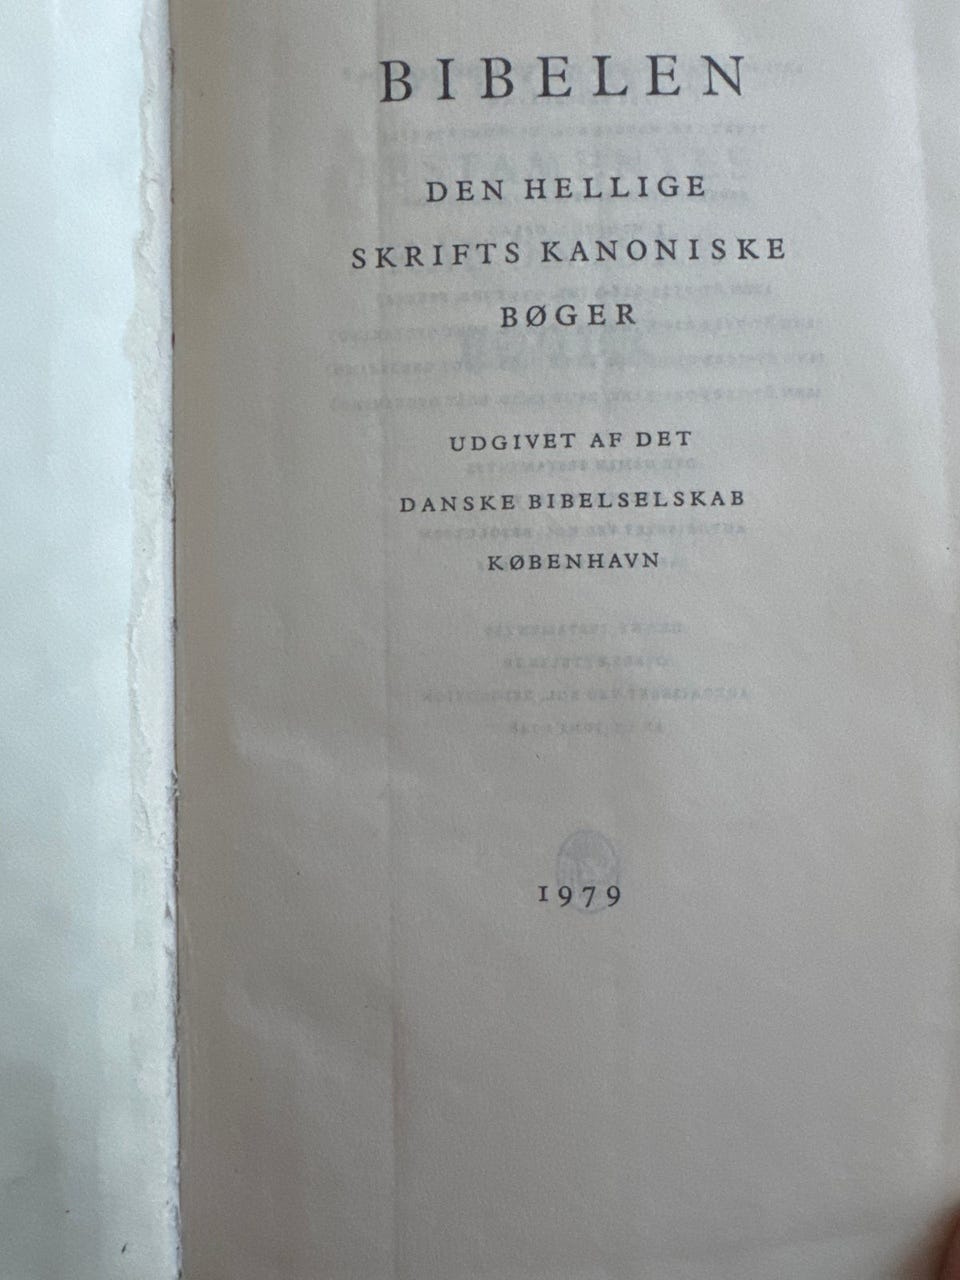 BIBELEN
DEN HELLIGE
SKRIFTS KANONISKE
BØGER
UDGIVET AF DET
DANSKE BIBELSELSKAB
KØBENHAVN
1979